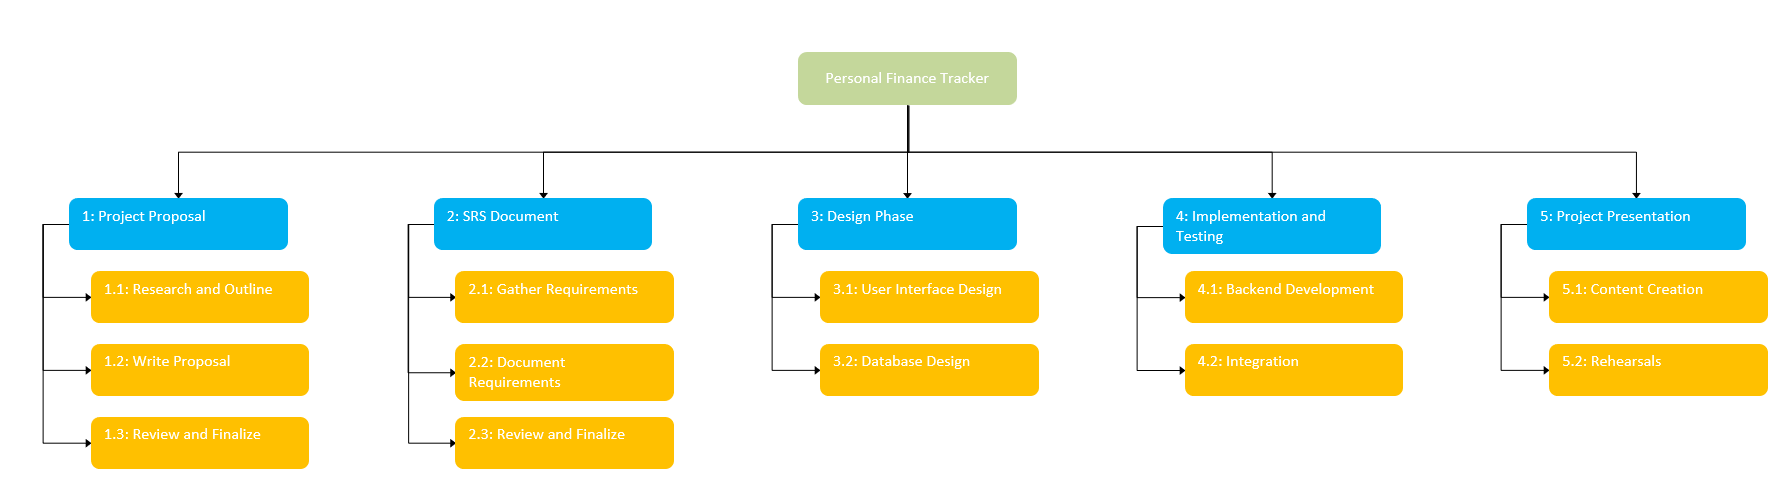 Personal Finance Tracker
1: Project Proposal
1.1: Research and Outline
1.2: Write Proposal
1.3: Review and Finalize
2: SRS Document
2.1: Gather Requirements
2.2: Document
Requirements
2.3: Review and Finalize
3: Design Phase
3.1: User Interface Design
3.2: Database Design
4: Implementation and
Testing
4.1: Backend Development
4.2: Integration
5: Project Presentation
5.1: Content Creation
5.2: Rehearsals